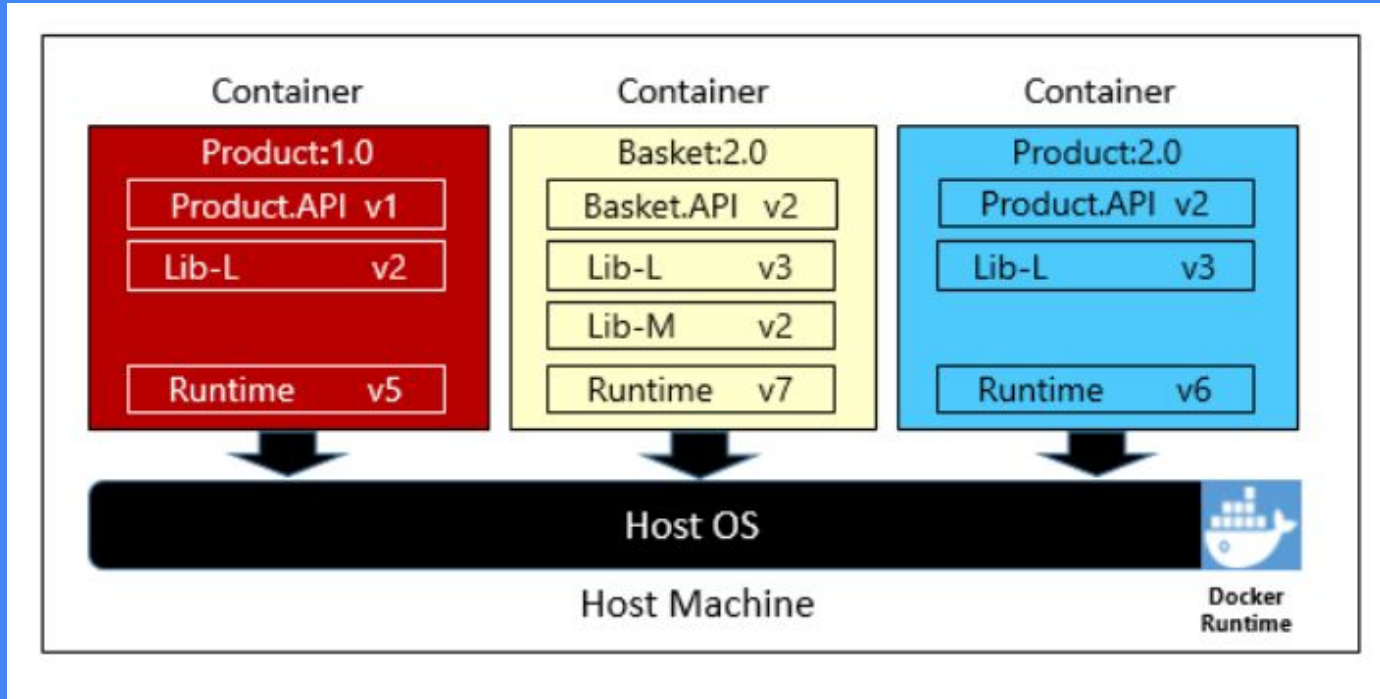 Container
Container
Container
Product:1.0
Product.API v1
Lib-L v2
Runtime v5
Basket:2.0
Basket.API v2
Lib-L v3
Lib-M v2
Runtime v7
Product:2.0
Product.API v2
Lib-L v3
Runtime v6
Host OS
Host Machine
Docker
Runtime